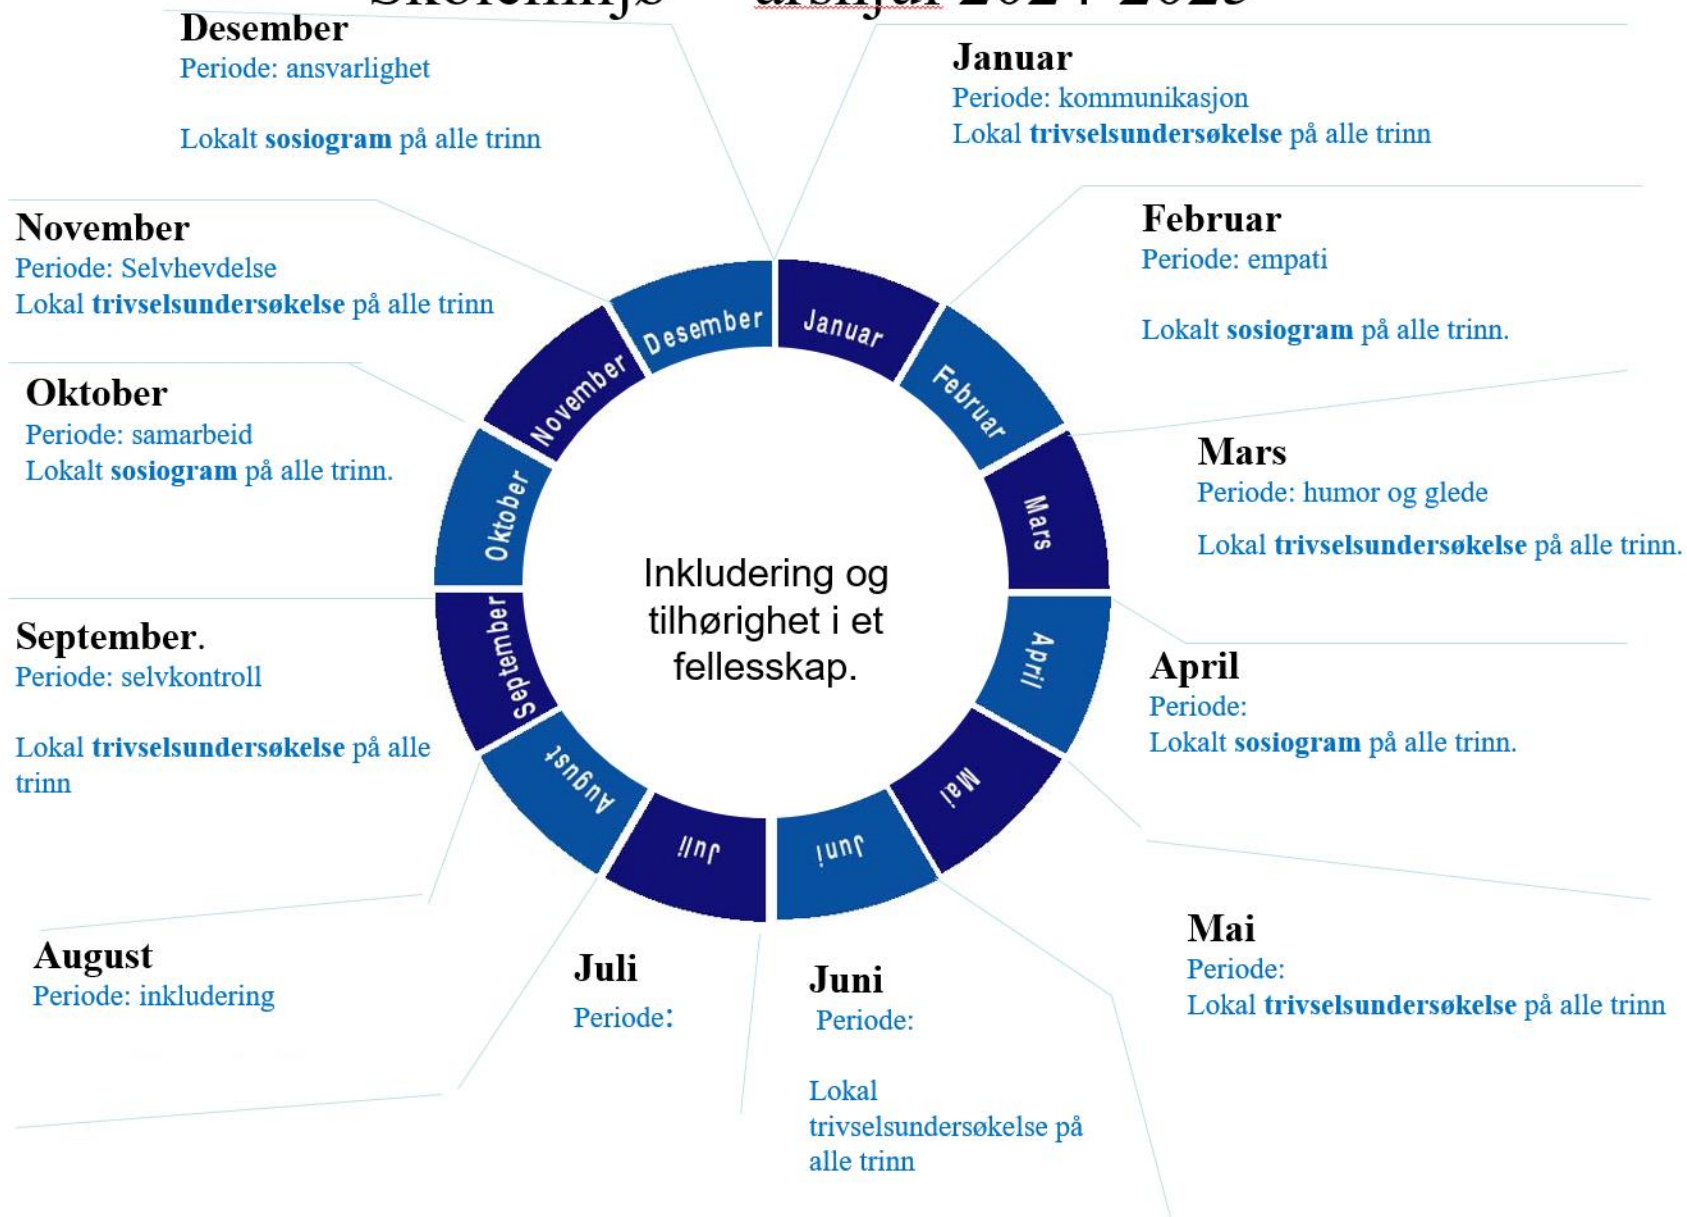 årshjul 2024-2025
Desember
Periode: ansvarlighet
Lokalt sosiogram på alle trinn
Januar
Periode: kommunikasjon
Lokal trivselsundersøkelse på alle trinn
November
Periode: Selvhevdelse
Lokal trivselsundersøkelse på alle trinn
Februar
Periode: empati
Lokalt sosiogram på alle trinn.
Oktober
Periode: samarbeid
Lokalt sosiogram på alle trinn.
Mars
Periode: humor og glede
Lokal trivselsundersøkelse på alle trinn.
September.
Periode: selvkontroll
Lokal trivselsundersøkelse på alle
trinn
April
Periode:
Lokalt sosiogram på alle trinn.
August
Periode: inkludering
Juli
Periode:
Juni
Periode:
Lokal
trivselsundersøkelse på
alle trinn
Mai
Periode:
Lokal trivselsundersøkelse på alle trinn
Januar
Februar
Mars
April
Mai
Juni
Juli
August
September
Oktober
November
Desember
Inkludering og
tilhørighet i et
fellesskap.